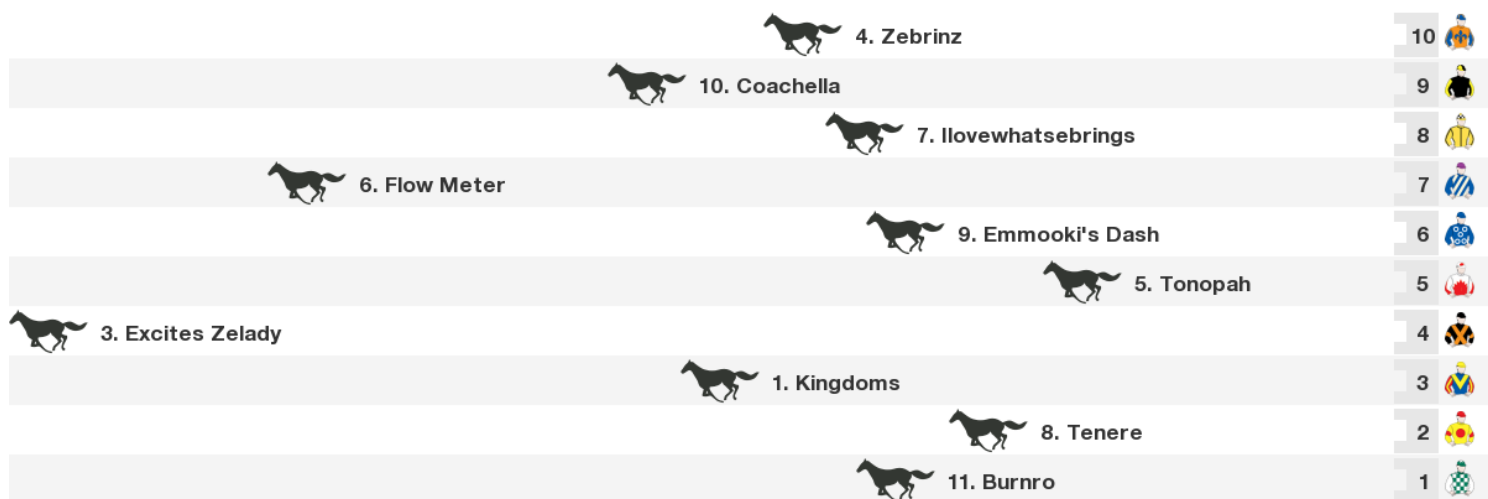 4. Zebrinz 10
10. Coachella 9
7. Ilovewhatsebrings 8
6. Flow Meter 7
9. Emmooki's Dash 6
5. Tonopah 5
3. Excites Zelady 4
1. Kingdoms 3
8. Tenere 2
11. Burnro 1